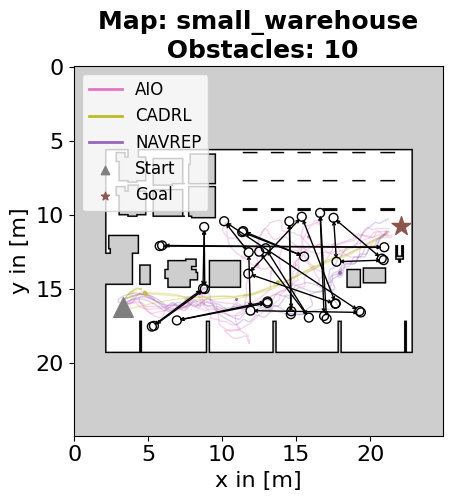 Map: small_warehouse
Obstacles: 10
0
5
10
15
20
y in [m]
AIO
CADRL
NAVREP
Start
Goal
0 5 10 15 20
x in [m]